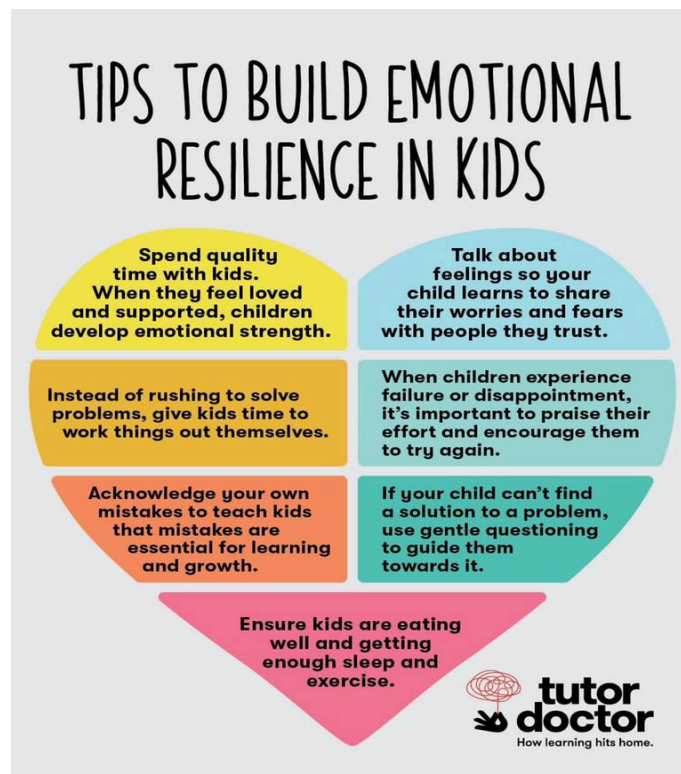 TIPS TO BUILD EMOTIONAL
RESILIENCE IN KIDS
Spend quality
time with kids.
When they feel loved
and supported, children
develop emotional strength.
Talk about
feelings so your
child learns to share
their worries and fears
with people they trust.
Instead of rushing to solve
problems, give kids time to
work things out themselves.
When children experience
failure or disappointment,
it's important to praise their
effort and encourage them
to try again.
Acknowledge your own
mistakes to teach kids
that mistakes are
essential for learning
and growth.
If your child can't find
a solution to a problem,
use gentle questioning
to guide them
towards it.
Ensure kids are eating
well and getting
enough sleep and
exercise.
tutor
doctor
How learning hits home.